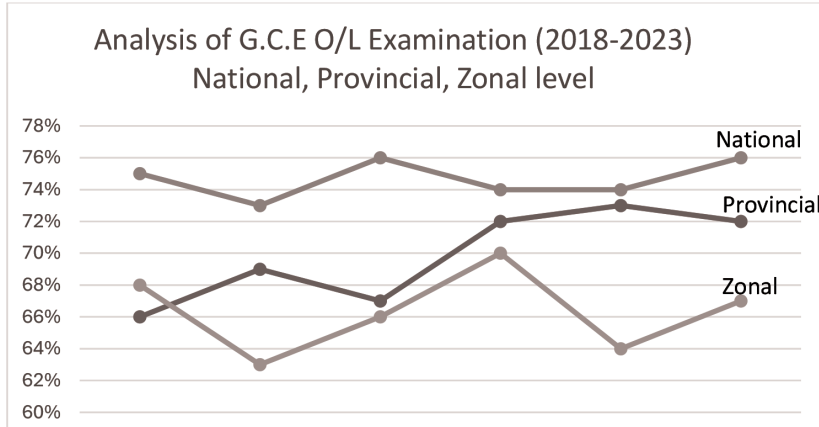 Analysis of G.C.E O/L Examination (2018-2023)
National, Provincial, Zonal level
78%
76%
74%
72%
70%
68%
66%
64%
62%
60%
National
Provincial
Zonal